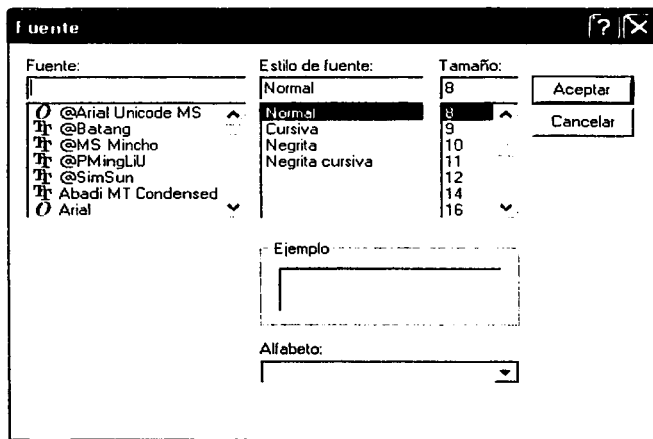 Fuente
Fuente:
Estilo de fuente:
Tamaño:
Normal
8
Aceptar
Cancelar
@Arial Unicode MS
@Batang
@MS Mincho
@PMingLiU
@SimSun
Abadi MT Condensed
Arial
Normal
Cursiva
Negrita
Negrita cursiva
8
9
10
11
12
14
16
Ejemplo
Alfabeto: